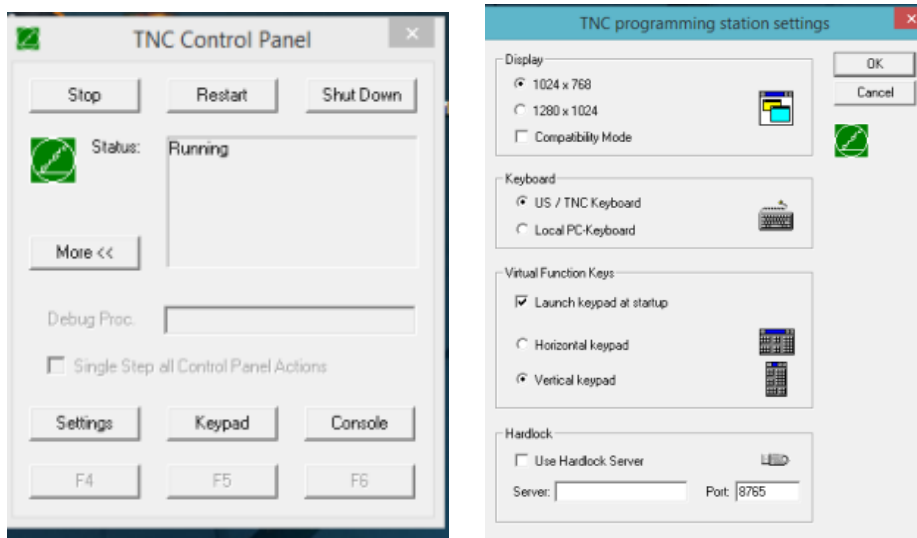 TNC Control Panel
Stop Restart Shut Down
Status: Running
More <<
Debug Proc.
Single Step all Control Panel Actions
Settings Keypad Console
F4 F5 F6
TNC programming station settings
Display
1024 x 768
1280 x 1024
Compatibility Mode
OK
Cancel
Keyboard
US / TNC Keyboard
Local PC-Keyboard
Virtual Function Keys
Launch keypad at startup
Horizontal keypad
Vertical keypad
Hardlock
Use Hardlock Server
Server: Port: 8765